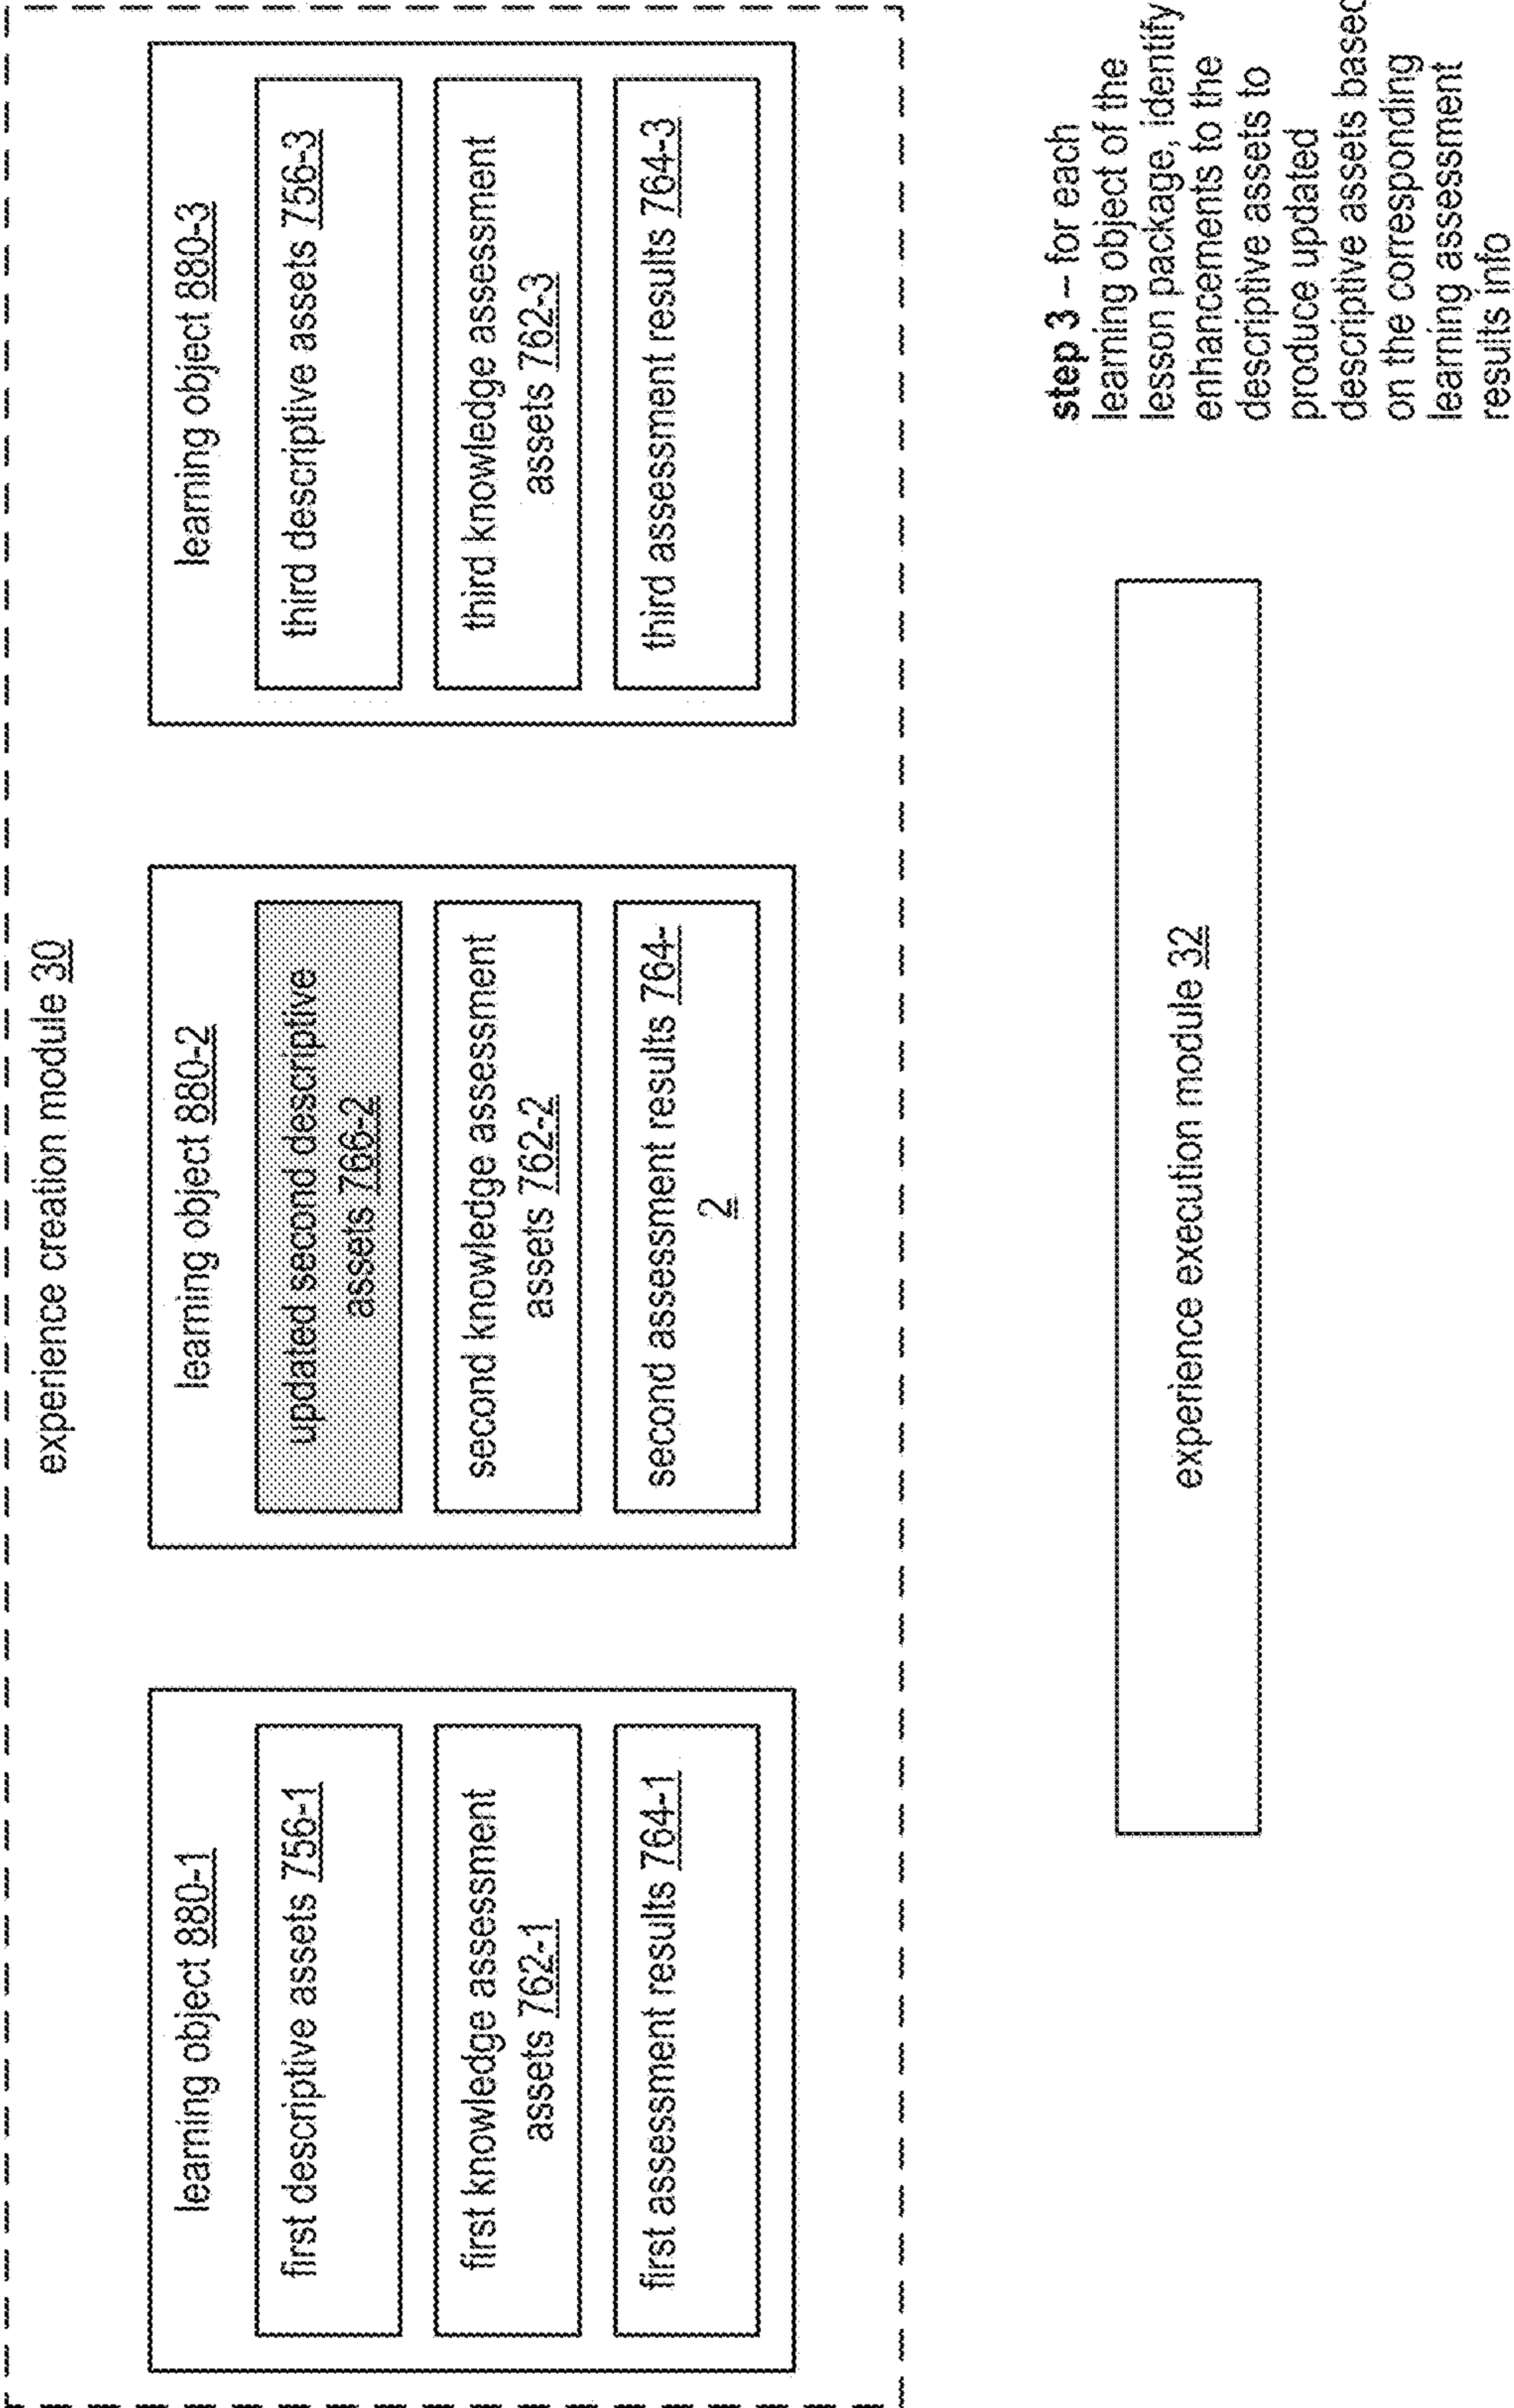 experience creation module 30
learning object 880-1
first descriptive assets 756-1
first knowledge assessment
assets 762-1
first assessment results 764-1
learning object 880-2
updated second descriptive
assets 766-2
second knowledge assessment
assets 762-2
second assessment results 764-
2
learning object 880-3
third descriptive assets 756-3
third knowledge assessment
assets 762-3
third assessment results 764-3
experience execution module 32
step 3 – for each
learning object of the
lesson package, identify
enhancements to the
descriptive assets to
produce updated
descriptive assets based
on the corresponding
learning assessment
results info